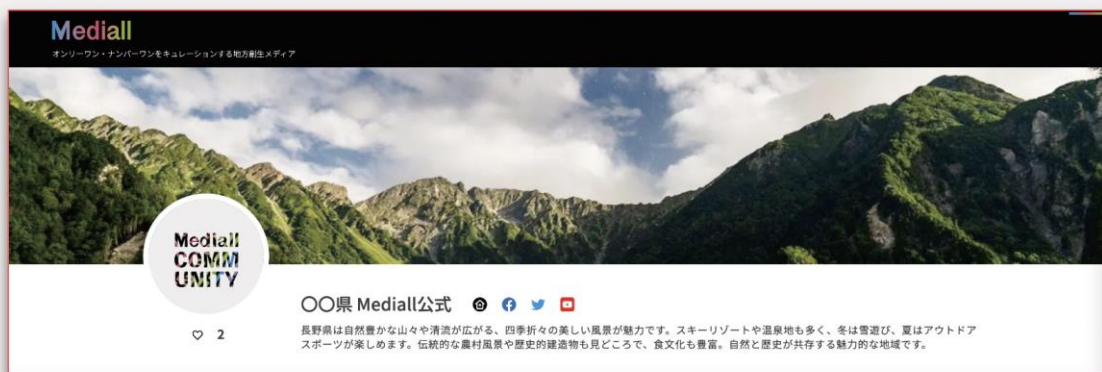 Mediall
オンリーワン・ナンバーワンをキュレーションする地方創生メディア
Mediall
COMM
UNITY
〇〇県 Mediall公式
2
長野県は自然豊かな山々や清流が広がる、四季折々の美しい風景が魅力です。スキーリゾートや温泉地も多く、冬は雪遊び、夏はアウトドア
スポーツが楽しめます。伝統的な農村風景や歴史的建造物も見どころで、食文化も豊富。自然と歴史が共存する魅力的な地域です。